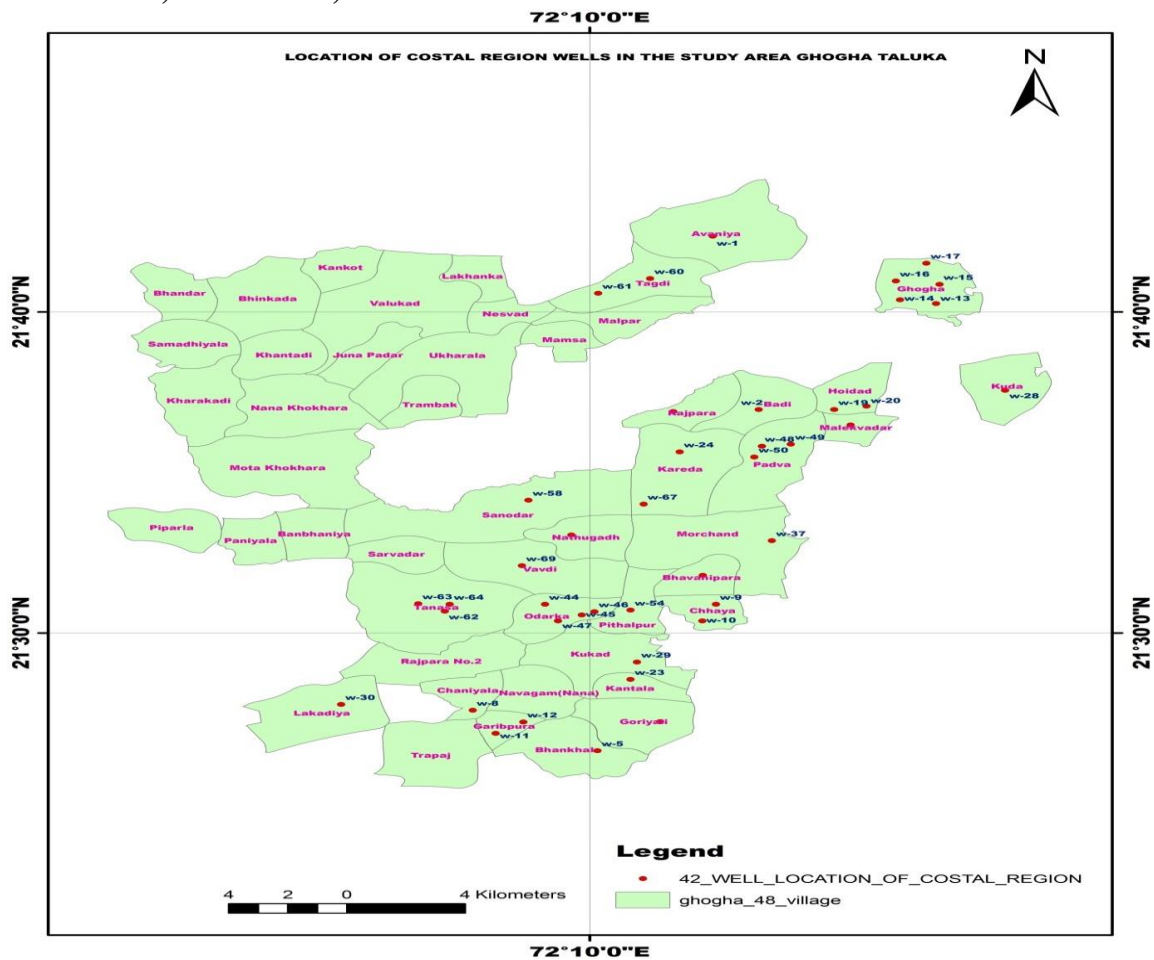 72°10'0"E
LOCATION OF COSTAL REGION WELLS IN THE STUDY AREA GHOGHA TALUKA
N
Avaniya
w-1
w-17
Kankot
Lakhanka
w-60
Tagdi
w-16
w-15
Bhandar
Bhinkada
Valukad
w-61
Ghogha
w-14
w-13
21°40'0"N
21°40'0"N
Nesvad
Malpar
Samadhiyala
Mamsa
Khantadi
Juna Padar
Ukharala
Kuda
w-28
Hoidad
Kharakadi
Nana Khokhara
Trambak
Rajpara
w-2
Badi
w-19
w-20
Malekvadar
w-24
w-48
w-49
w-50
Mota Khokhara
Kareda
Padva
w-58
w-67
Sanodar
Piparla
Paniyala
Banbhaniya
Nathugadh
Morchand
w-37
Sarvadar
w-69
Vavdi
Bhavanipara
w-63
w-64
Tanasa
w-62
w-44
w-46
w-54
w-9
Odarka
w-45
Chhaya
w-47
Pithalpur
w-10
21°30'0"N
21°30'0"N
Rajpara No.2
Kukad
w-29
w-23
Chaniyala
Navagam(Nana)
Kantala
w-30
Lakadiya
w-8
w-12
Garibpura
w-11
Trapaj
Bhankhal
w-5
Legend
42_WELL_LOCATION_OF_COSTAL_REGION
ghogha_48_village
4 2 0 4 Kilometers
72°10'0"E